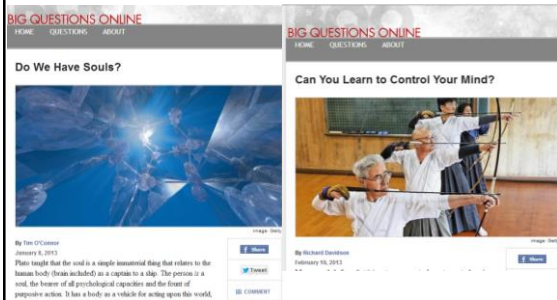 BIG QUESTIONS ONLINE
HOME QUESTIONS ABOUT
Do We Have Souls?
Image: Getty
By Tim O'Connor
January 6, 2013
Plato taught that the soul is a simple immaterial thing that relates to the
human body (brain included) as a captain to a ship. The person is a
soul, the bearer of all psychological capacities and the fount of
purposive action. It has a body as a vehicle for acting upon this world,
Share
Tweet
COMMENT
BIG QUESTIONS ONLINE
HOME QUESTIONS ABOUT
Can You Learn to Control Your Mind?
Image: Getty
By Richard Davidson
February 10, 2013
Share